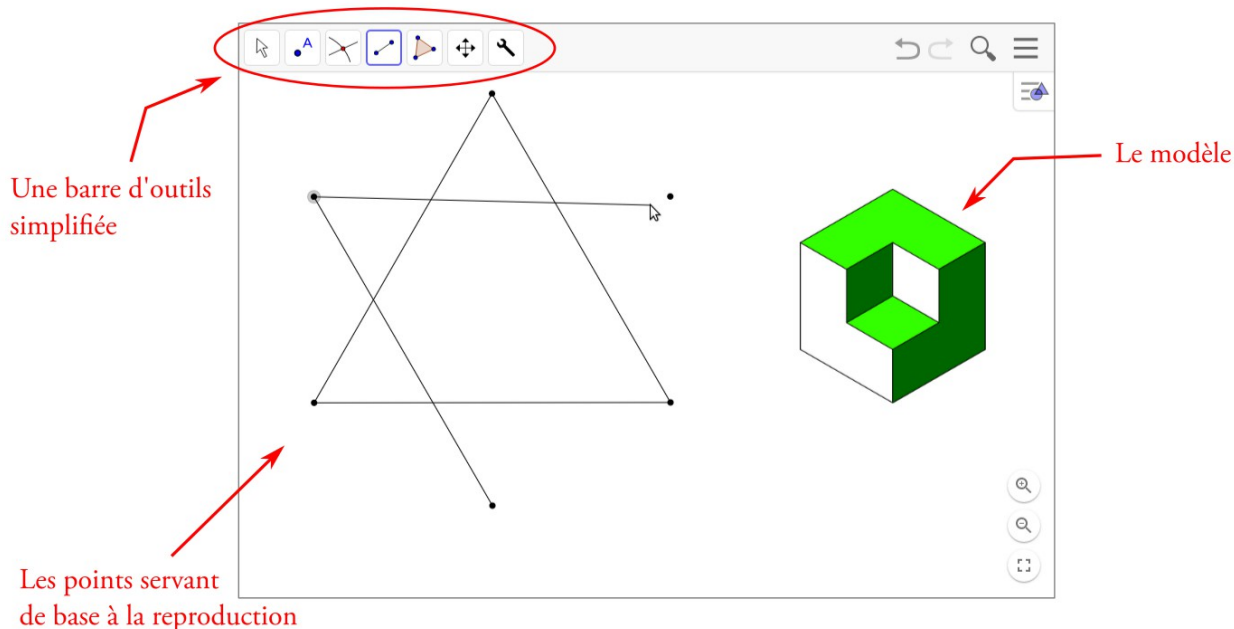 A
Le modèle
Une barre d'outils
simplifiée
Les points servant
de base à la reproduction